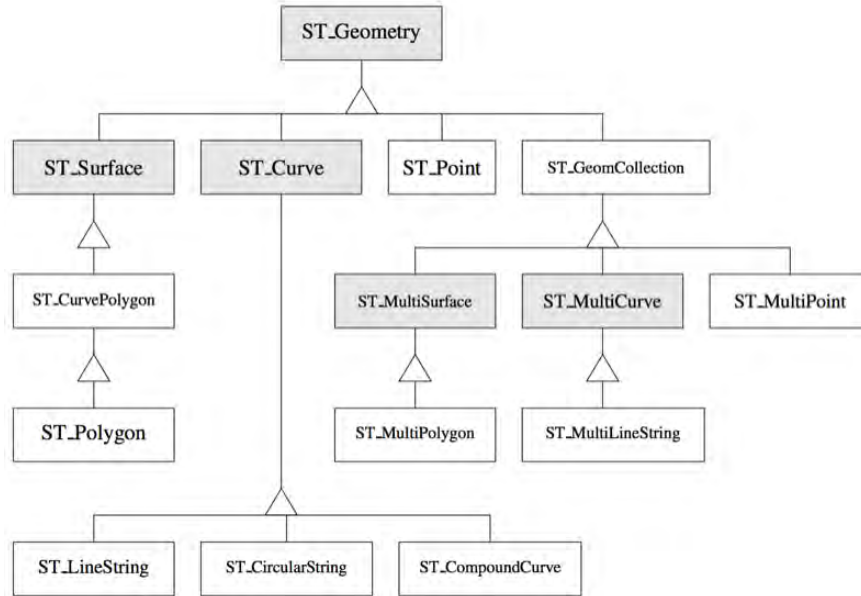 ST_Geometry
ST_Surface
ST_Curve
ST_Point
ST_GeomCollection
ST_CurvePolygon
ST_MultiSurface
ST_MultiCurve
ST_MultiPoint
ST_Polygon
ST_MultiPolygon
ST_MultiLineString
ST_LineString
ST_CircularString
ST_CompoundCurve